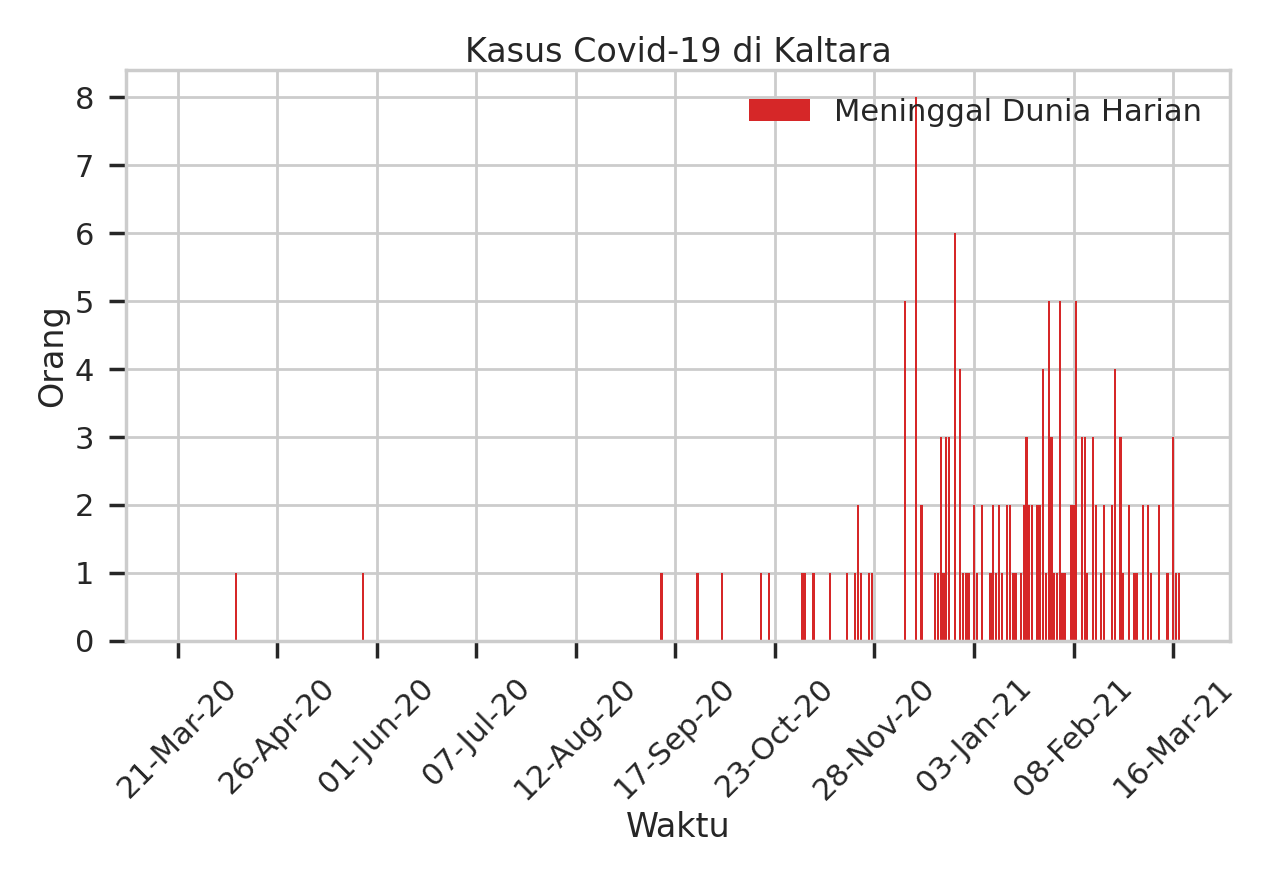 Kasus Covid-19 di Kaltara
Meninggal Dunia Harian
Orang
8
7
6
5
4
3
2
1
0
21-Mar-20
26-Apr-20
01-Jun-20
07-Jul-20
12-Aug-20
17-Sep-20
23-Oct-20
28-Nov-20
03-Jan-21
08-Feb-21
16-Mar-21
Waktu